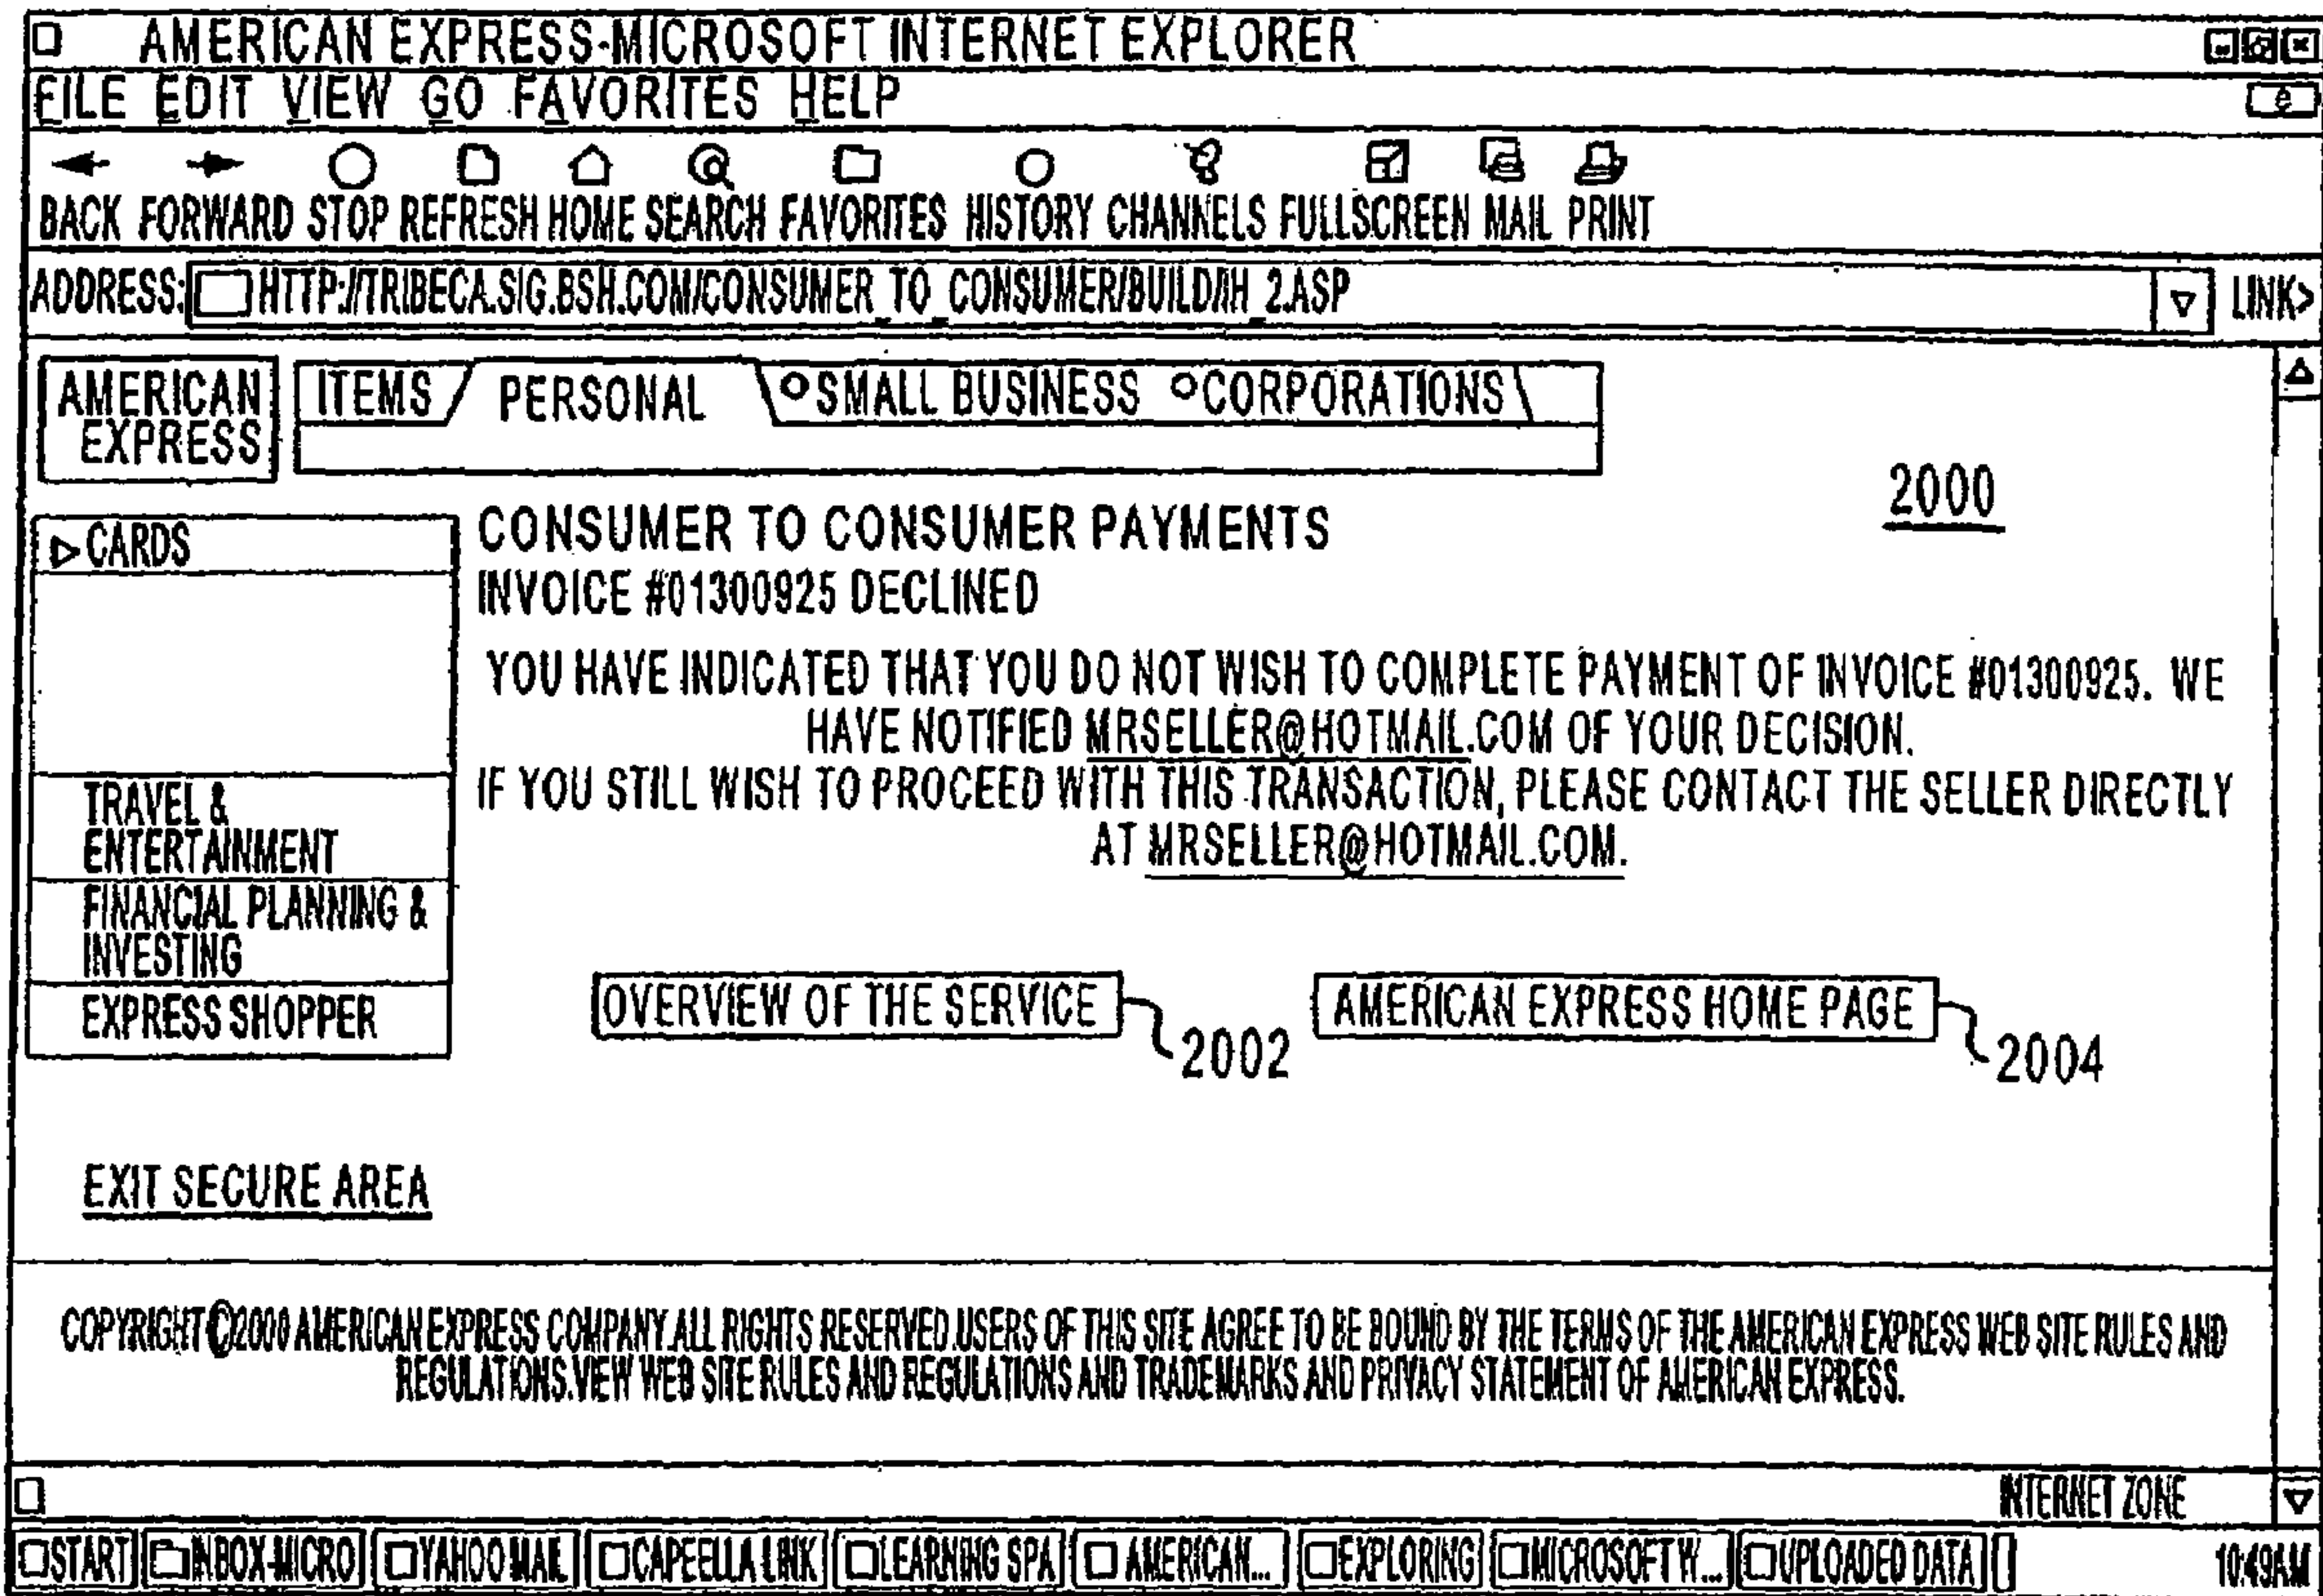 AMERICAN EXPRESS-MICROSOFT INTERNET EXPLORER
FILE EDIT VIEW GO FAVORITES HELP
BACK FORWARD STOP REFRESH HOME SEARCH FAVORITES HISTORY CHANNELS FULLSCREEN MAIL PRINT
ADDRESS: HTTP://TRIBECA.SIG.BSH.COM/CONSUMER_TO_CONSUMER/BUILD/IH_2.ASP LINK>
AMERICAN
EXPRESS
ITEMS PERSONAL SMALL BUSINESS CORPORATIONS
2000
CARDS
TRAVEL &
ENTERTAINMENT
FINANCIAL PLANNING &
INVESTING
EXPRESS SHOPPER
CONSUMER TO CONSUMER PAYMENTS
INVOICE #01300925 DECLINED
YOU HAVE INDICATED THAT YOU DO NOT WISH TO COMPLETE PAYMENT OF INVOICE #01300925. WE
HAVE NOTIFIED MRSELLER@HOTMAIL.COM OF YOUR DECISION.
IF YOU STILL WISH TO PROCEED WITH THIS TRANSACTION, PLEASE CONTACT THE SELLER DIRECTLY
AT MRSELLER@HOTMAIL.COM.
OVERVIEW OF THE SERVICE 2002 AMERICAN EXPRESS HOME PAGE 2004
EXIT SECURE AREA
COPYRIGHT ©2000 AMERICAN EXPRESS COMPANY.ALL RIGHTS RESERVED.USERS OF THIS SITE AGREE TO BE BOUND BY THE TERMS OF THE AMERICAN EXPRESS WEB SITE RULES AND
REGULATIONS.VIEW WEB SITE RULES AND REGULATIONS AND TRADEMARKS AND PRIVACY STATEMENT OF AMERICAN EXPRESS.
INTERNET ZONE
START INBOX-MICRO YAHOO MAIL CAPEELLA LINK LEARNING SPA AMERICAN... EXPLORING MICROSOFT W... UPLOADED DATA 10:49AM